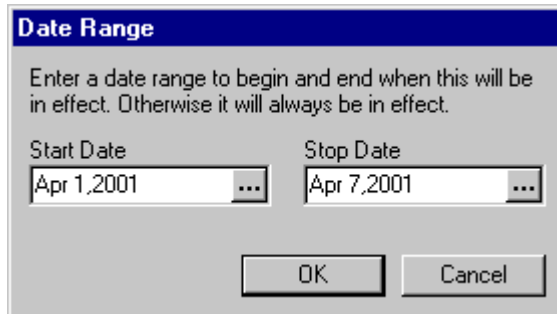 Date Range
Enter a date range to begin and end when this will be
in effect. Otherwise it will always be in effect.
Start Date Stop Date
Apr 1,2001 ... Apr 7,2001 ...
OK Cancel